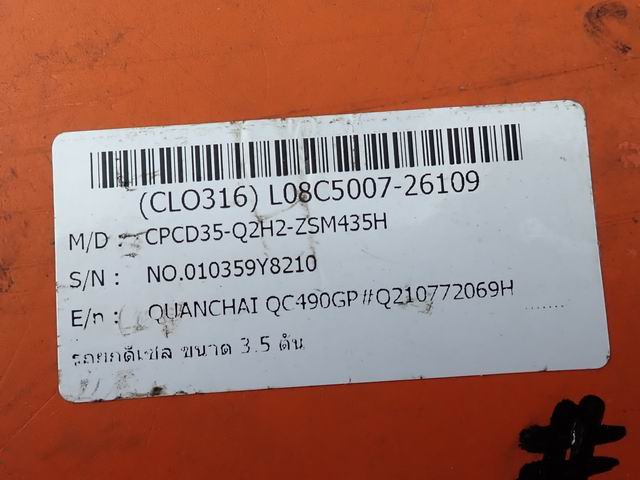 (CLO316) L08C5007-26109
M/D : CPCD35-Q2H2-ZSM435H
S/N : NO.010359Y8210
E/n : QUANCHAI QC490GP#Q210772069H
รถยกดีเซล ขนาด 3.5 ตัน
#